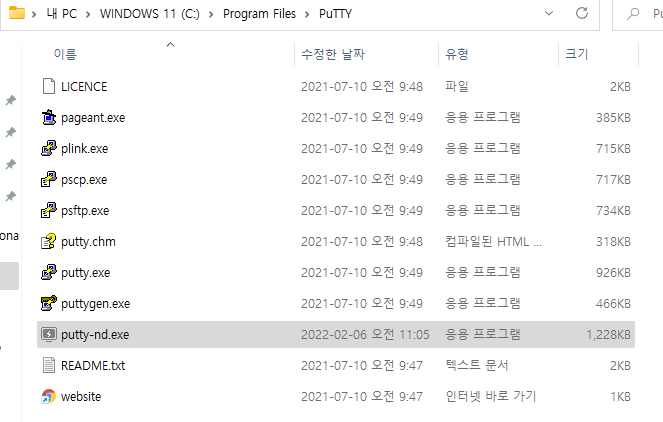 내 PC > WINDOWS 11 (C:) > Program Files > PuTTY
이름 수정한 날짜 유형 크기
LICENCE 2021-07-10 오전 9:48 파일 2KB
pageant.exe 2021-07-10 오전 9:49 응용 프로그램 385KB
plink.exe 2021-07-10 오전 9:49 응용 프로그램 715KB
pscp.exe 2021-07-10 오전 9:49 응용 프로그램 717KB
psftp.exe 2021-07-10 오전 9:49 응용 프로그램 734KB
putty.chm 2021-07-10 오전 9:48 컴파일된 HTML ... 318KB
putty.exe 2021-07-10 오전 9:49 응용 프로그램 926KB
puttygen.exe 2021-07-10 오전 9:49 응용 프로그램 466KB
putty-nd.exe 2022-02-06 오전 11:05 응용 프로그램 1,228KB
README.txt 2021-07-10 오전 9:47 텍스트 문서 2KB
website 2021-07-10 오전 9:47 인터넷 바로 가기 1KB